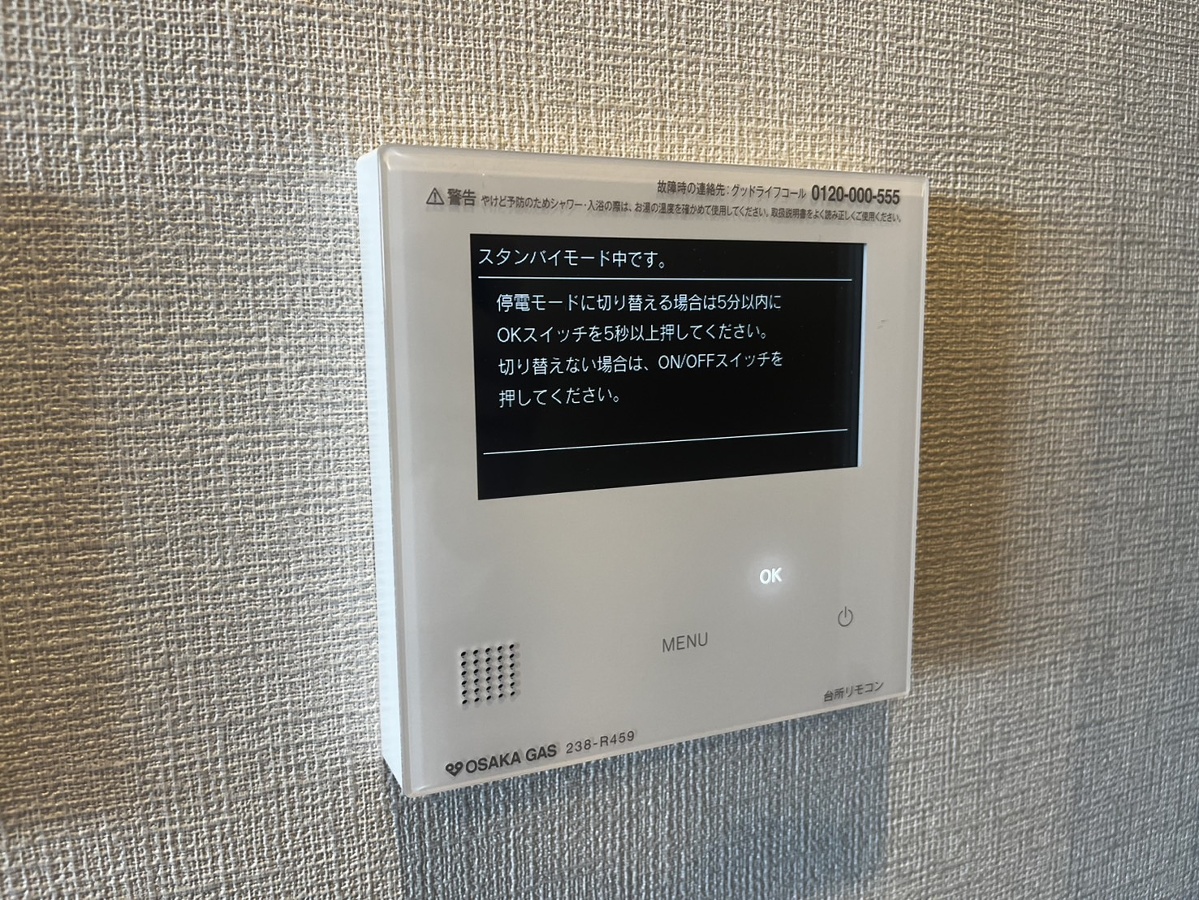 故障時の連絡先:グッドライフコール 0120-000-555
⚠警告 やけど予防のためシャワー・入浴の際は、お湯の温度を確かめて使用してください。取扱説明書をよく読み正しくご使用ください。
スタンバイモード中です。
停電モードに切り替える場合は5分以内に
OKスイッチを5秒以上押してください。
切り替えない場合は、ON/OFFスイッチを
押してください。
OK
MENU
台所リモコン
OSAKA GAS 238-R459